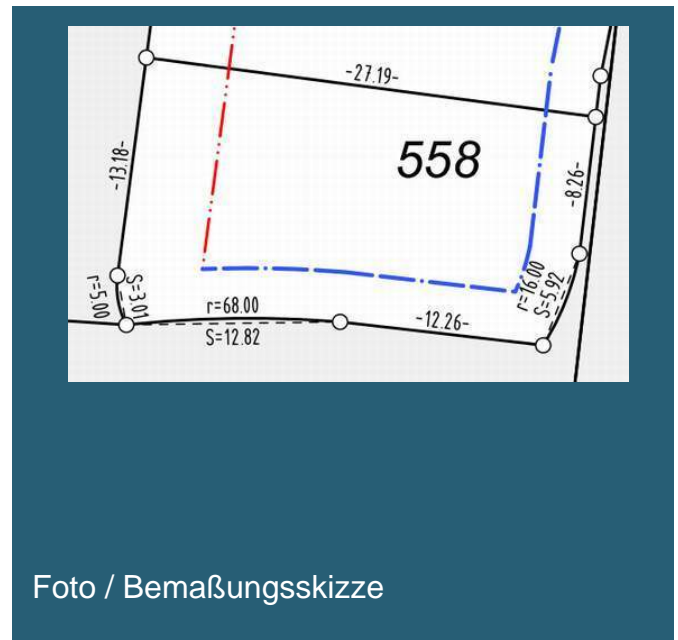 -27.19-
558
-13.18-
-8.26-
r=5.00
S=3.01
r=68.00
S=12.82
-12.26-
r=16.00
S=5.92
Foto / Bemaßungsskizze